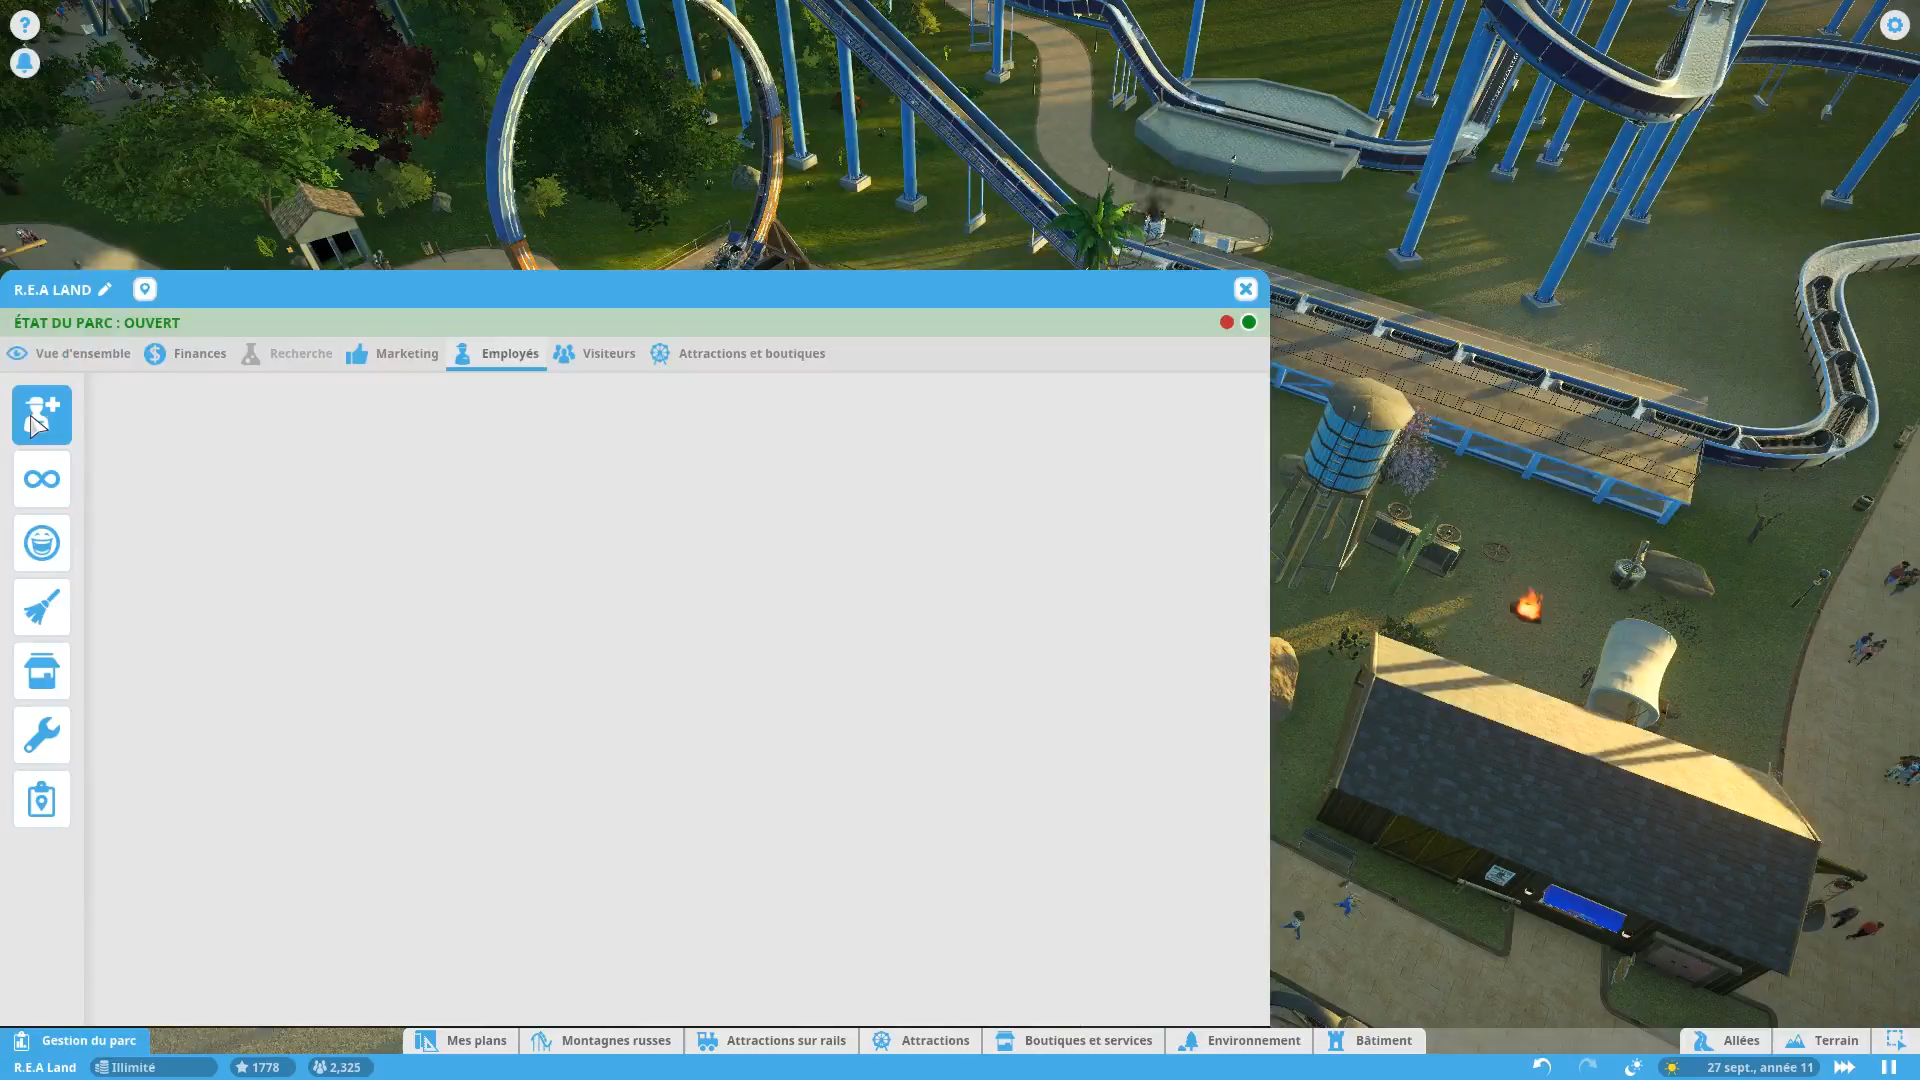 R.E.A LAND
ÉTAT DU PARC : OUVERT
Vue d'ensemble Finances Recherche Marketing Employés Visiteurs Attractions et boutiques
Gestion du parc Mes plans Montagnes russes Attractions sur rails Attractions Boutiques et services Environnement Bâtiment Allées Terrain
R.E.A Land Illimité 1778 2,325 27 sept., année 11